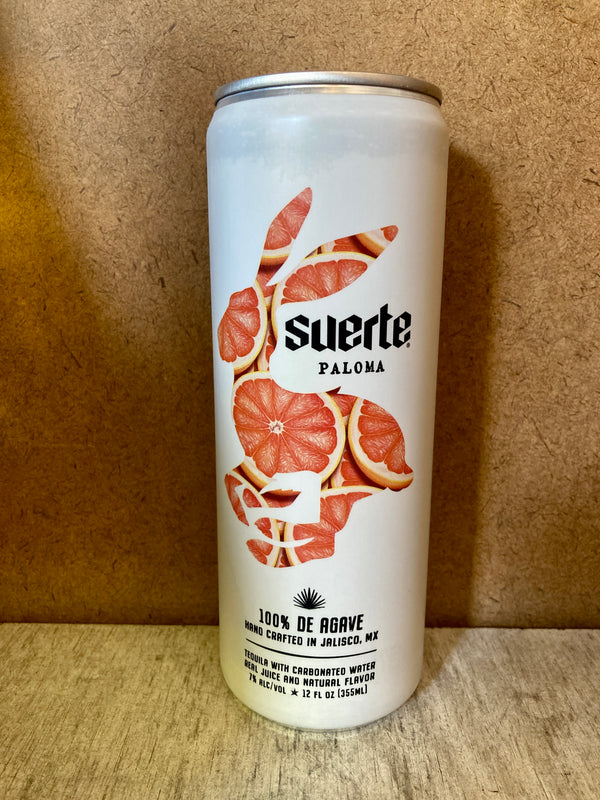 suerte®
PALOMA
100% DE AGAVE
HAND CRAFTED IN JALISCO, MX
TEQUILA WITH CARBONATED WATER
REAL JUICE AND NATURAL FLAVOR
7% ALC/VOL ★ 12 FL OZ (355ML)